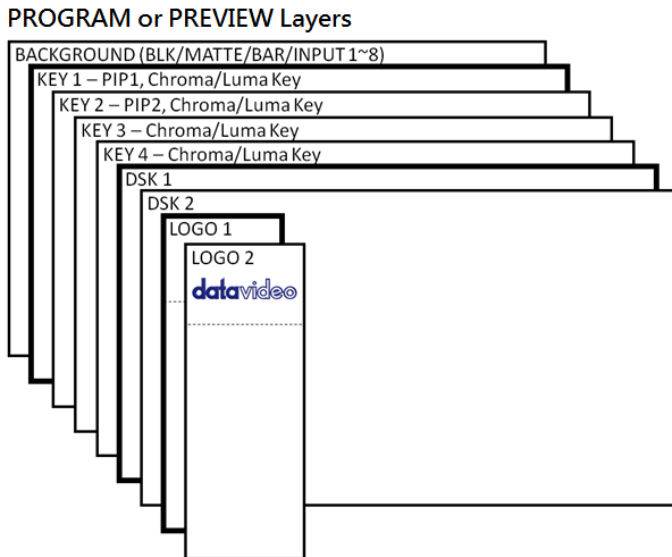 PROGRAM or PREVIEW Layers
BACKGROUND (BLK/MATTE/BAR/INPUT 1~8)
KEY 1 – PIP1, Chroma/Luma Key
KEY 2 – PIP2, Chroma/Luma Key
KEY 3 – Chroma/Luma Key
KEY 4 – Chroma/Luma Key
DSK 1
DSK 2
LOGO 1
LOGO 2
datavideo